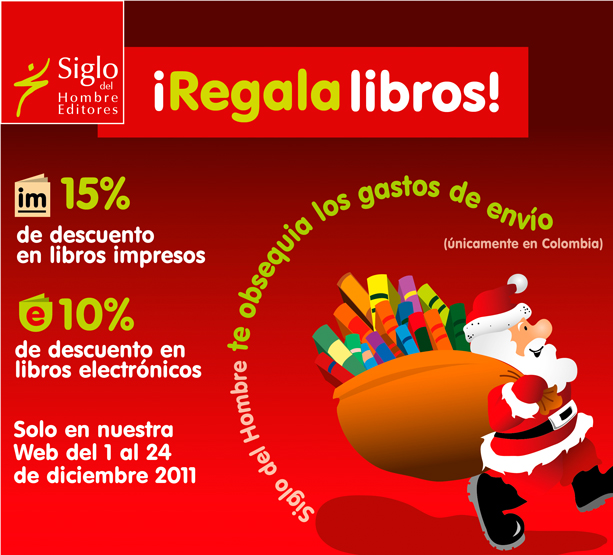 Siglo
del
Hombre
Editores
¡Regala libros!
im 15%
de descuento
en libros impresos
e 10%
de descuento en
libros electrónicos
Solo en nuestra
Web del 1 al 24
de diciembre 2011
Siglo del Hombre te obsequia los gastos de envío
(únicamente en Colombia)